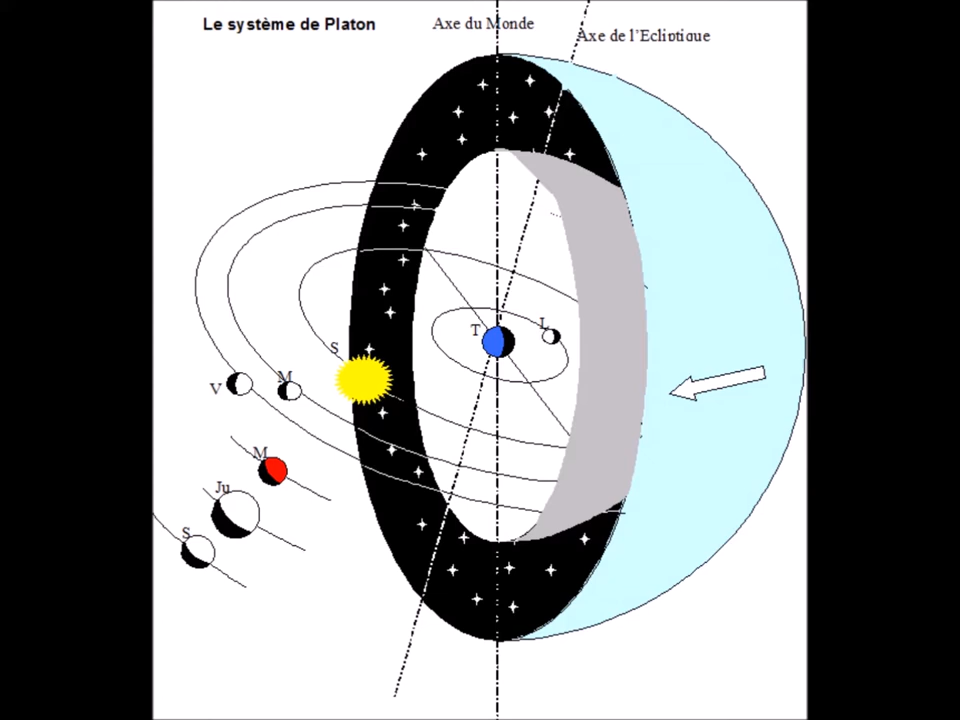 Le système de Platon
Axe du Monde
Axe de l'Ecliptique
T
L
S
V
M
M
Ju
S